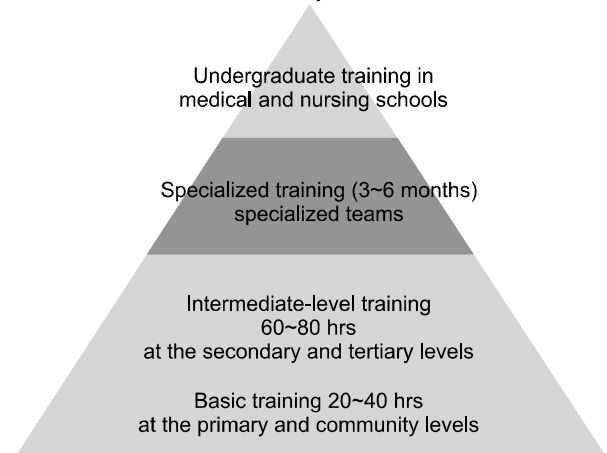 Undergraduate training in
medical and nursing schools
Specialized training (3~6 months)
specialized teams
Intermediate-level training
60~80 hrs
at the secondary and tertiary levels
Basic training 20~40 hrs
at the primary and community levels